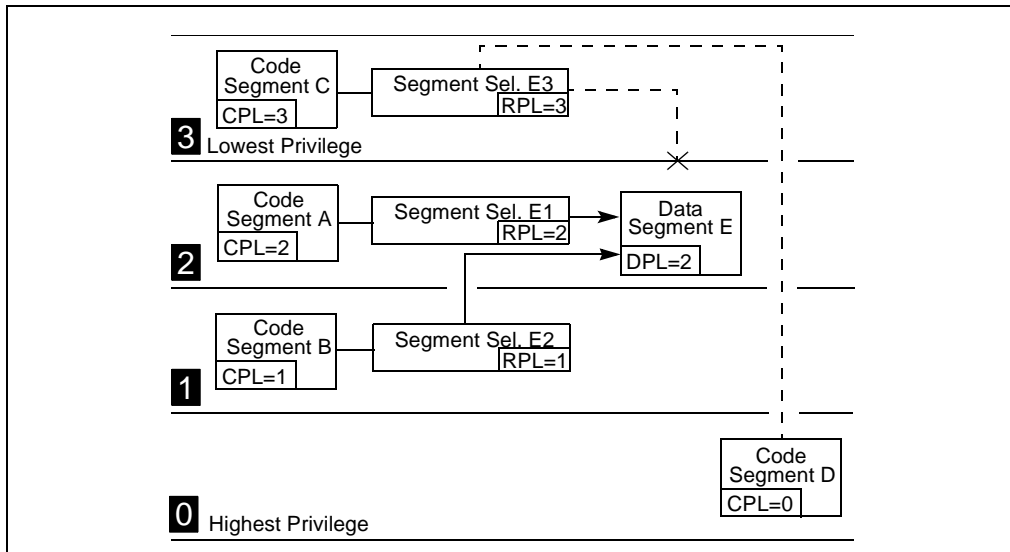 Code
Segment C
CPL=3
Segment Sel. E3
RPL=3
3
Lowest Privilege
Code
Segment A
CPL=2
Segment Sel. E1
RPL=2
Data
Segment E
DPL=2
2
Code
Segment B
CPL=1
Segment Sel. E2
RPL=1
1
Code
Segment D
CPL=0
0
Highest Privilege